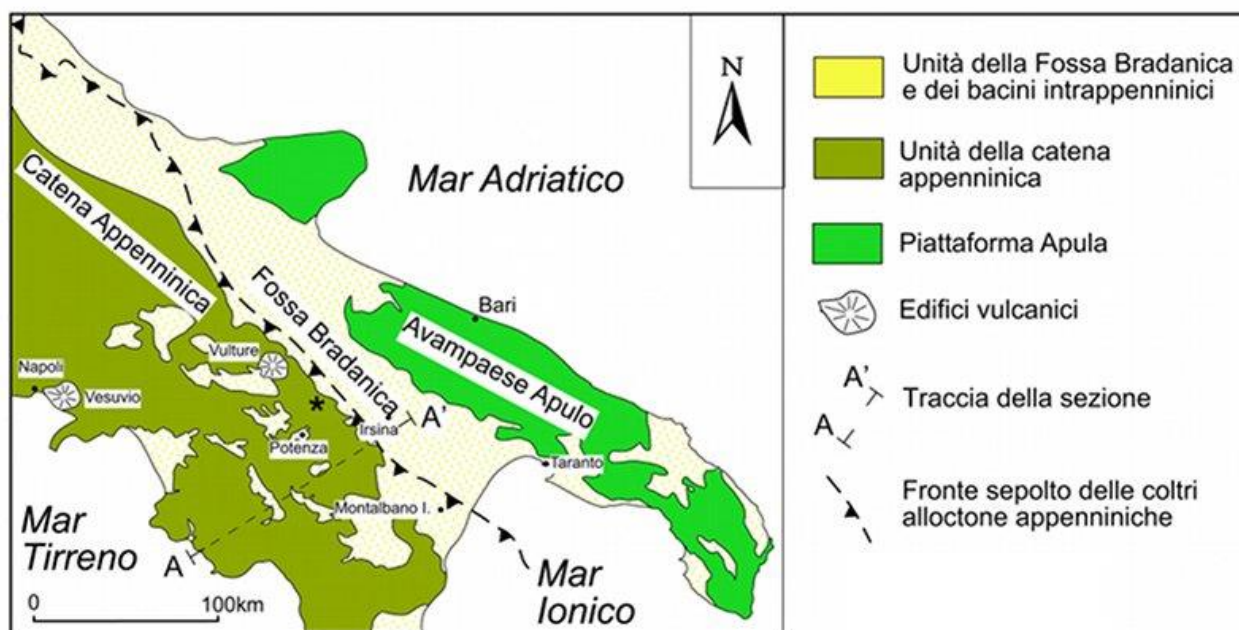 N
Mar Adriatico
Catena Appenninica
Fossa Bradanica
Avampaese Apulo
Bari
Vulture
Napoli
Vesuvio
*
Irsina
A'
Potenza
Taranto
Montalbano I.
Mar
Tirreno
A
Mar
Ionico
0
100km
Unità della Fossa Bradanica
e dei bacini intrappenninici
Unità della catena
appenninica
Piattaforma Apula
Edifici vulcanici
A'
A
Traccia della sezione
Fronte sepolto delle coltri
alloctone appenniniche